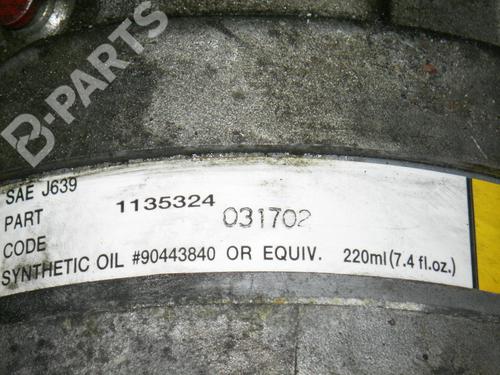 B-PARTS
SAE J639
PART 1135324
CODE 031702
SYNTHETIC OIL #90443840 OR EQUIV. 220ml (7.4 fl.oz.)